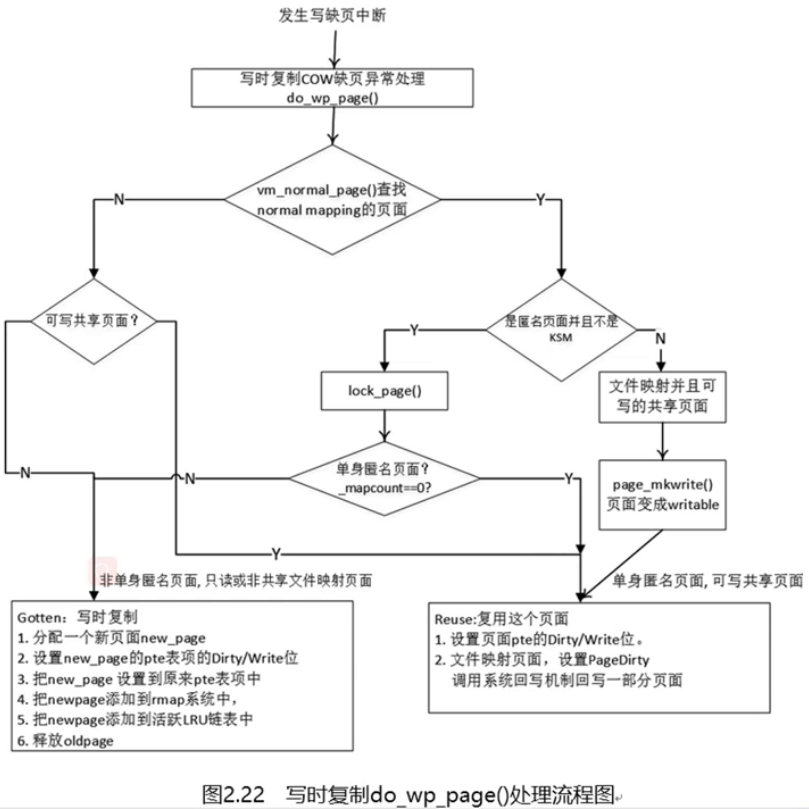 发生写缺页中断
写时复制COW缺页异常处理
do_wp_page()
vm_normal_page()查找
normal mapping的页面
N
Y
可写共享页面？
是匿名页面并且不是
KSM
Y
N
lock_page()
文件映射并且可
写的共享页面
单身匿名页面？
_mapcount==0?
N
N
Y
page_mkwrite()
页面变成writable
Y
非单身匿名页面, 只读或非共享文件映射页面
单身匿名页面, 可写共享页面
Gotten：写时复制
1. 分配一个新页面new_page
2. 设置new_page的pte表项的Dirty/Write位
3. 把new_page 设置到原来pte表项中
4. 把newpage添加到rmap系统中，
5. 把newpage添加到活跃LRU链表中
6. 释放oldpage
Reuse:复用这个页面
1. 设置页面pte的Dirty/Write位。
2. 文件映射页面，设置PageDirty
调用系统回写机制回写一部分页面
图2.22 写时复制do_wp_page()处理流程图